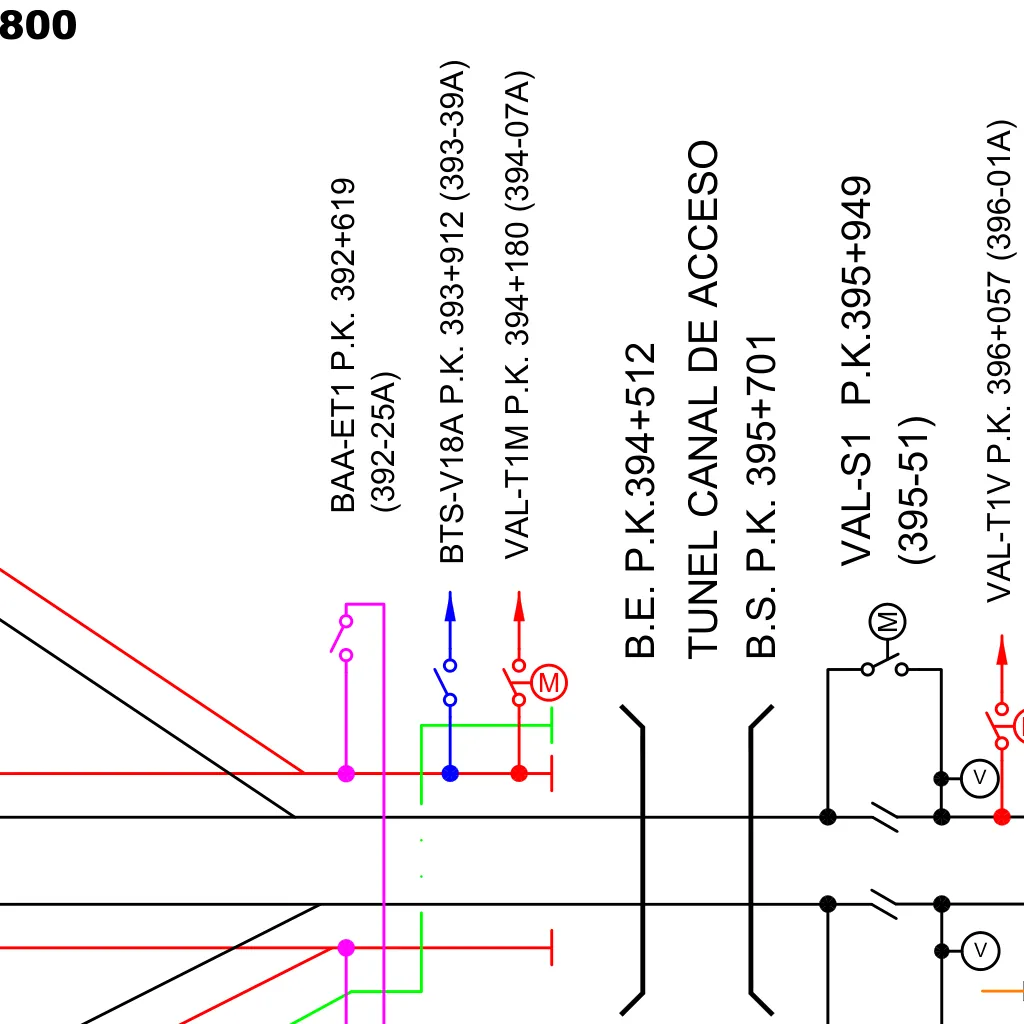 800
BAA-ET1 P.K. 392+619
(392-25A)
BTS-V18A P.K. 393+912 (393-39A)
VAL-T1M P.K. 394+180 (394-07A)
B.E. P.K.394+512
TUNEL CANAL DE ACCESO
B.S. P.K. 395+701
VAL-S1 P.K.395+949
(395-51)
VAL-T1V P.K. 396+057 (396-01A)
M
M
V
V